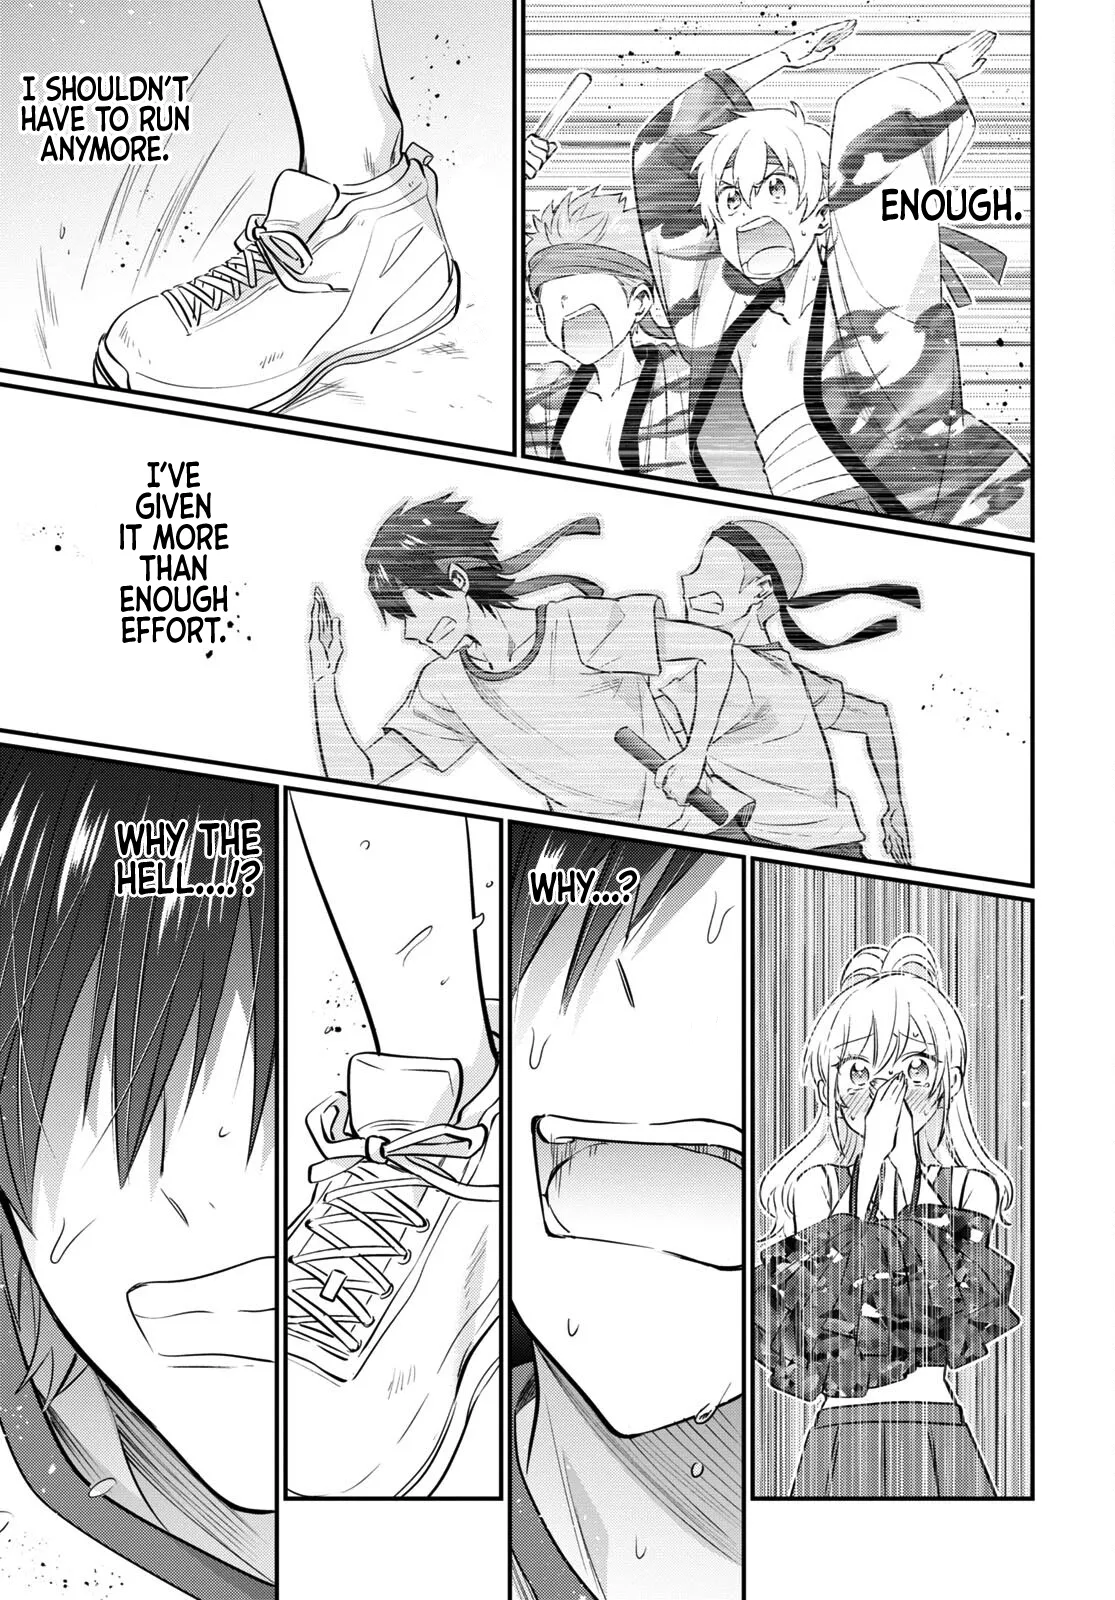 ENOUGH.
I SHOULDN'T
HAVE TO RUN
ANYMORE.
I'VE
GIVEN
IT MORE
THAN
ENOUGH
EFFORT.
WHY...?
WHY THE
HELL...!?